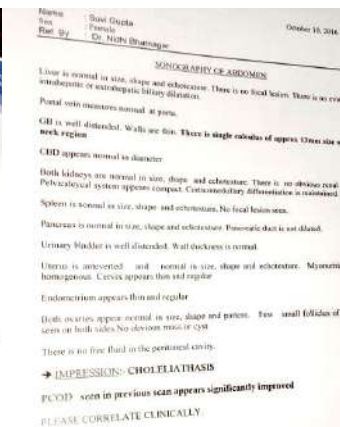 Name : Suvi Gupta October 10, 2016
Sex : Female
Ref. By : Dr. Nidhi Bhatnagar
SONOGRAPHY OF ABDOMEN
Liver is normal in size, shape and echotexture. There is no focal lesion. There is no
intrahepatic or extrahepatic biliary dilatation.
Portal vein measures normal at porta.
GB is well distended. Walls are thin. There is single calculus of approx 13mm size
neck region
CBD appears normal in diameter
Both kidneys are normal in size, shape and echotexture. There is no obvious renal
Pelvicalyceal system appears compact. Corticomedullary differentiation is maintained.
Spleen is normal in size, shape and echotexture. No focal lesion seen.
Pancreas is normal in size, shape and echotexture. Pancreatic duct is not dilated.
Urinary bladder is well distended. Wall thickness is normal.
Uterus is anteverted and normal in size, shape and echotexture.
homogenous. Cervix appears thin and regular
Endometrium appears thin and regular
Both ovaries appear normal in size, shape and pattern. Few small follicles of
seen on both sides No obvious mass or cyst
There is no free fluid in the peritoneal cavity.
➔ IMPRESSION:- CHOLELIATHASIS
PCOD seen in previous scan appears significantly improved
PLEASE CORRELATE CLINICALLY